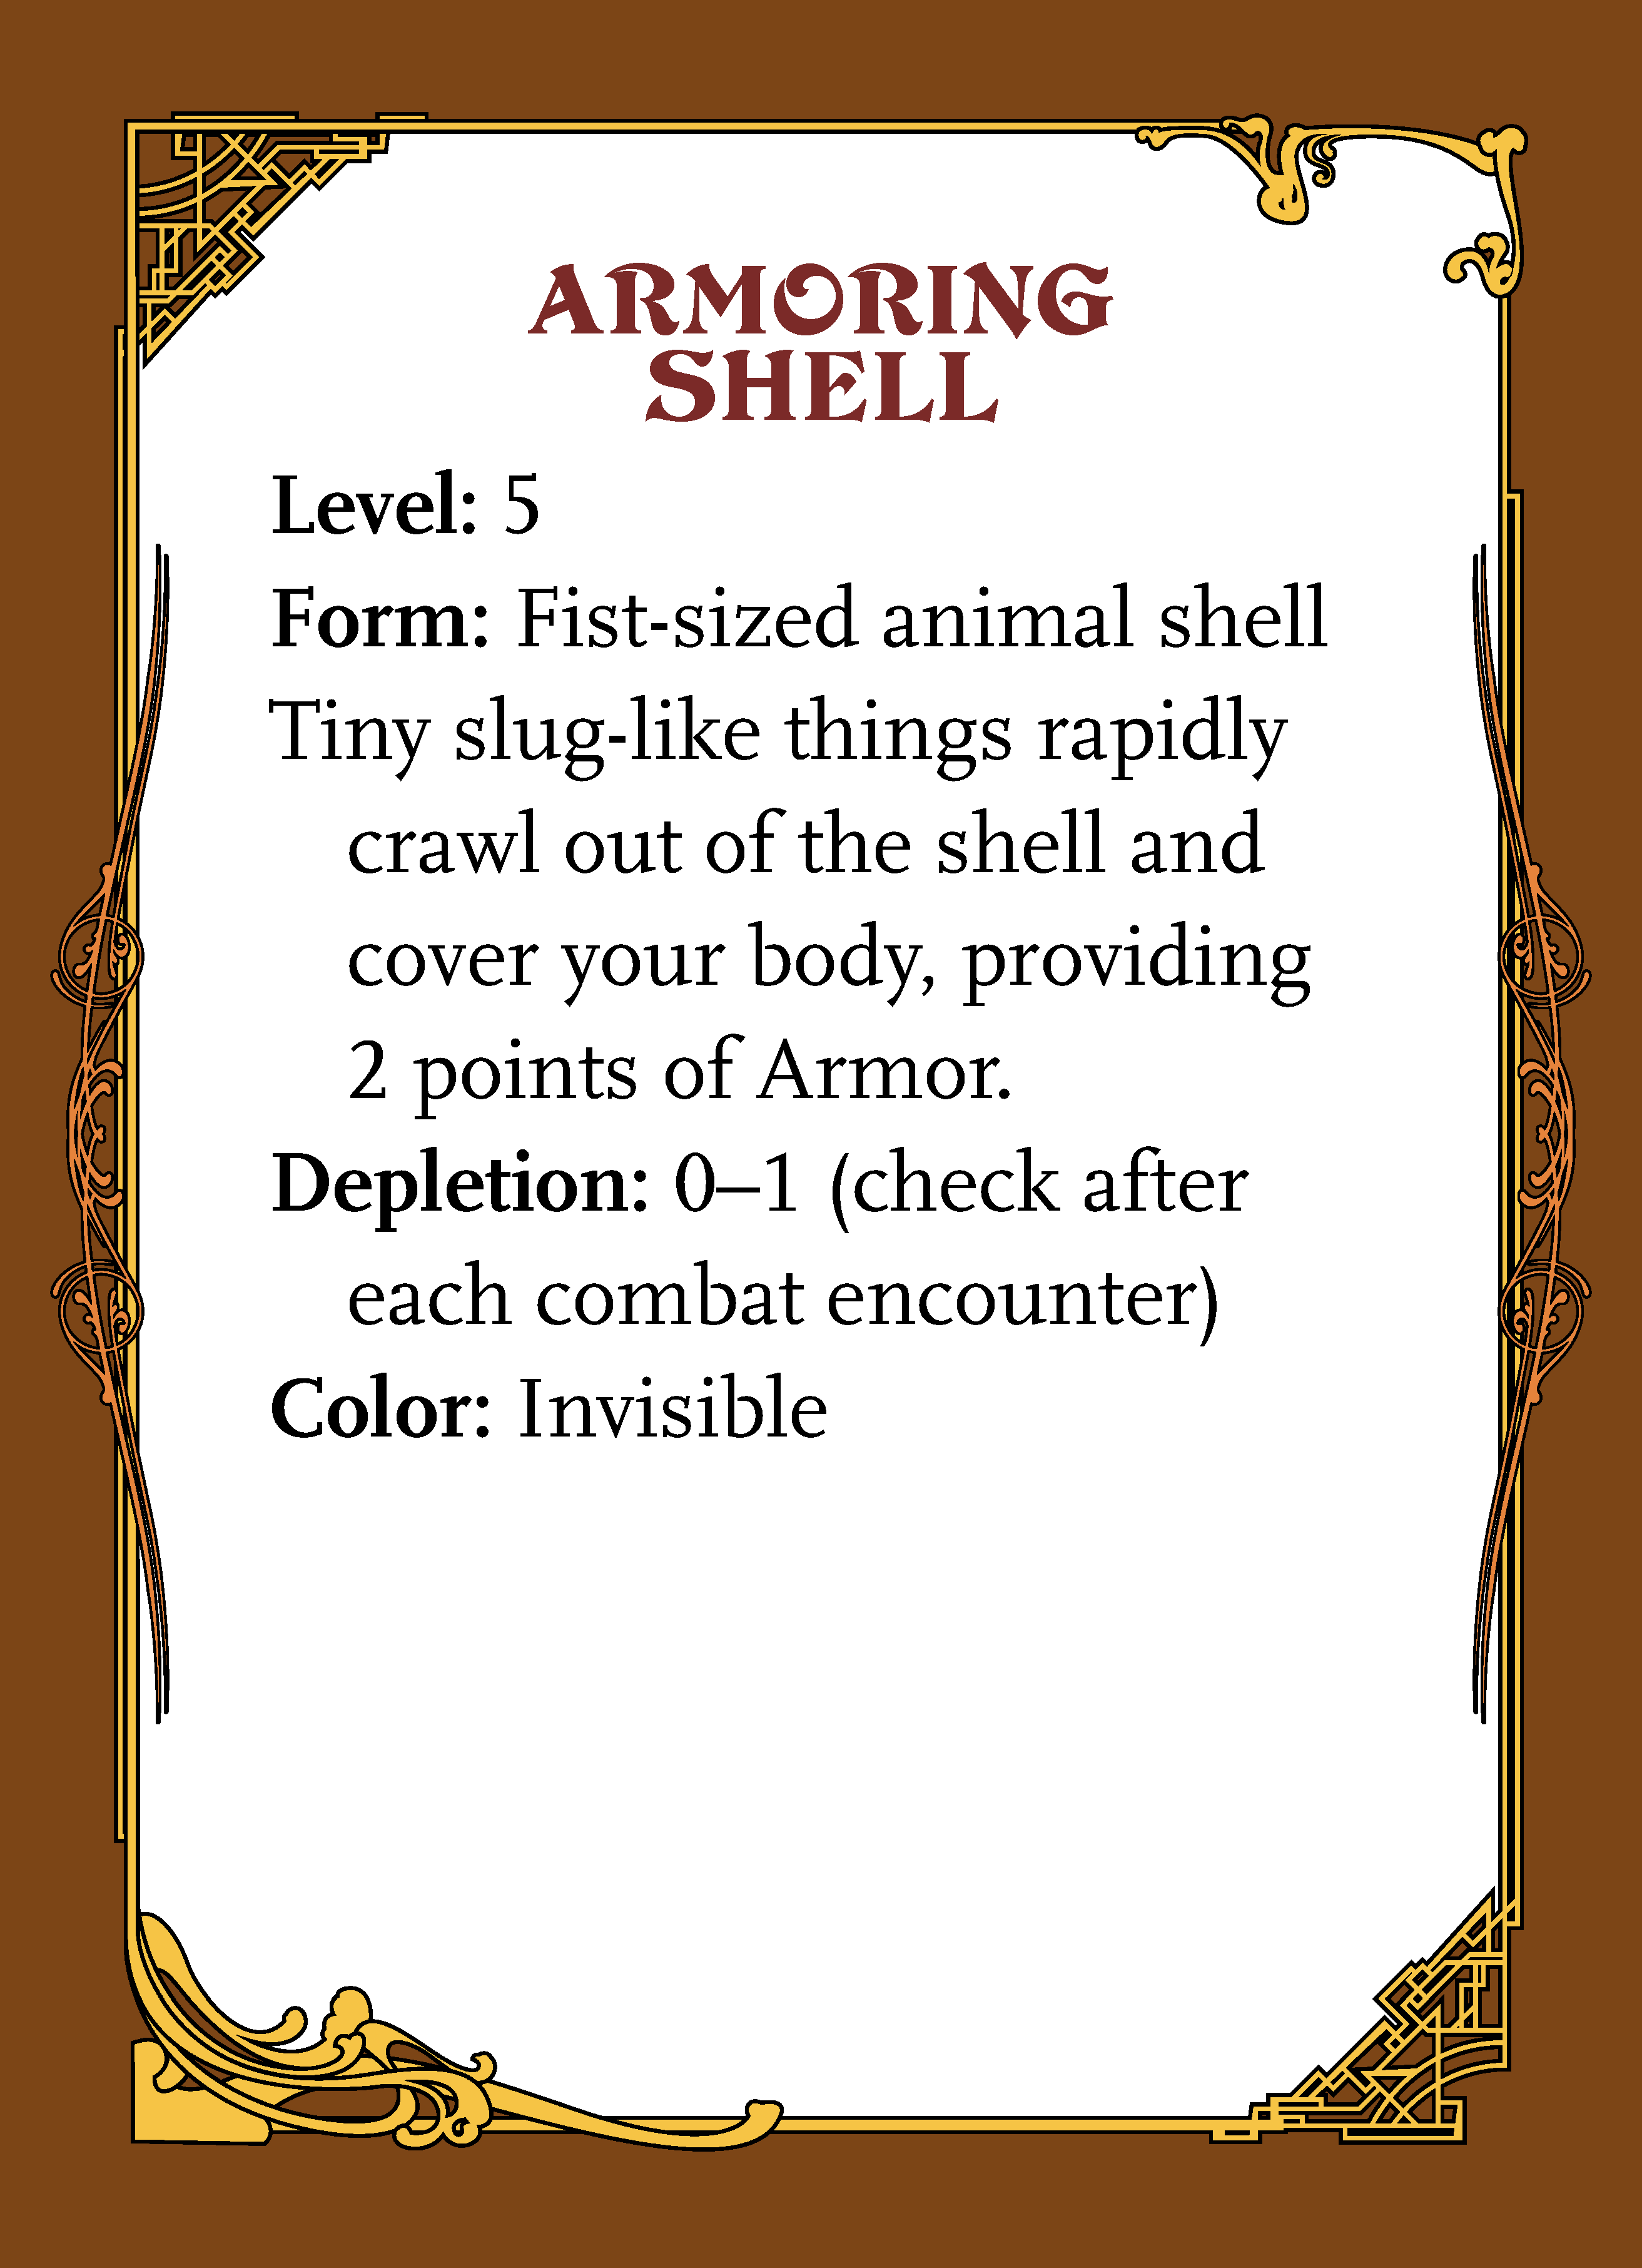 ARMORING
SHELL
Level: 5
Form: Fist-sized animal shell
Tiny slug-like things rapidly
crawl out of the shell and
cover your body, providing
2 points of Armor.
Depletion: 0–1 (check after
each combat encounter)
Color: Invisible